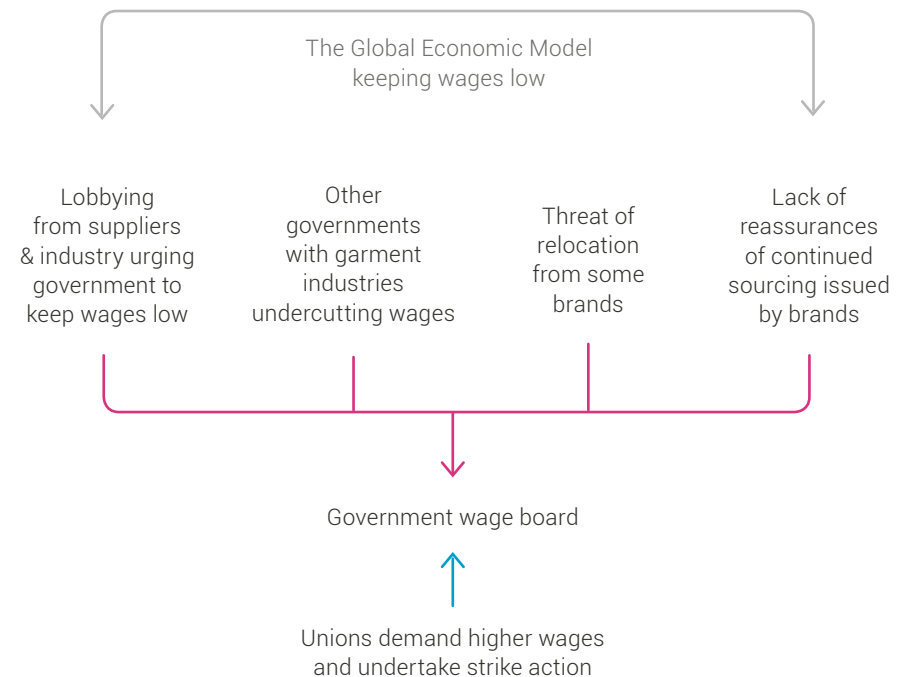 The Global Economic Model
keeping wages low
Lobbying
from suppliers
& industry urging
government to
keep wages low
Other
governments
with garment
industries
undercutting wages
Threat of
relocation
from some
brands
Lack of
reassurances
of continued
sourcing issued
by brands
Government wage board
Unions demand higher wages
and undertake strike action